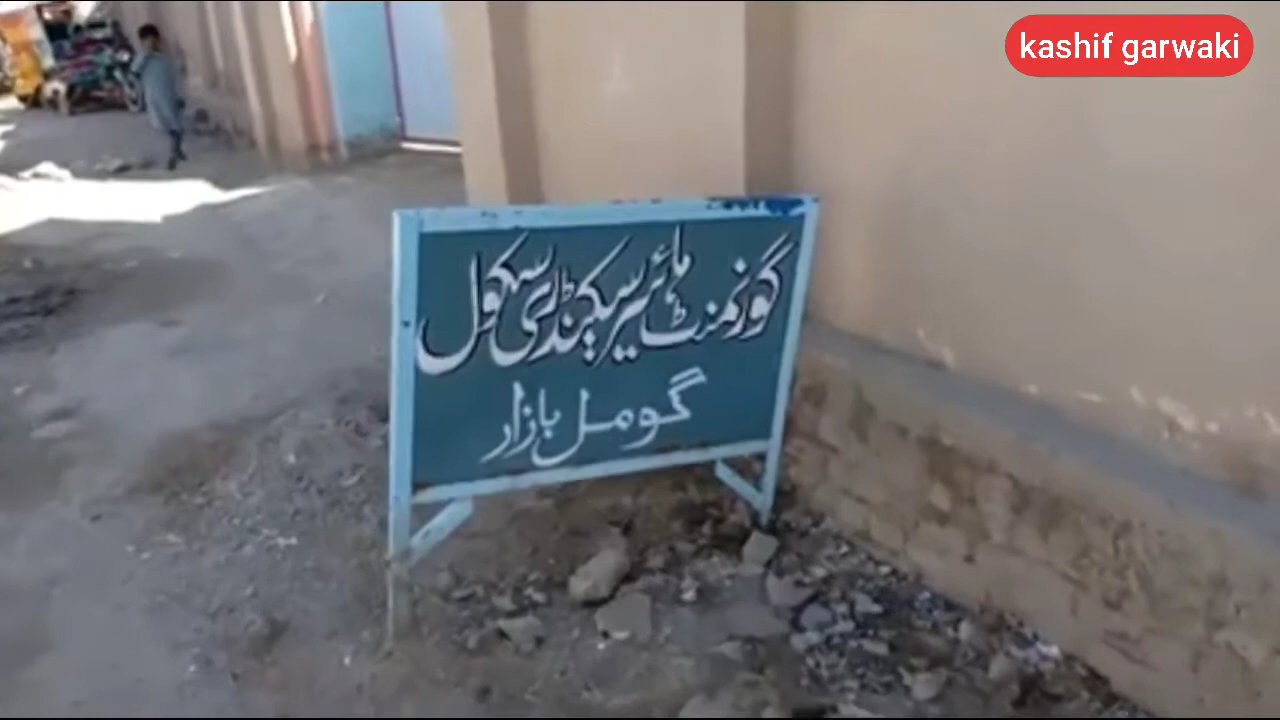 kashif garwaki
گورنمنٹ ہائیر سیکنڈری سکول
گومل بازار